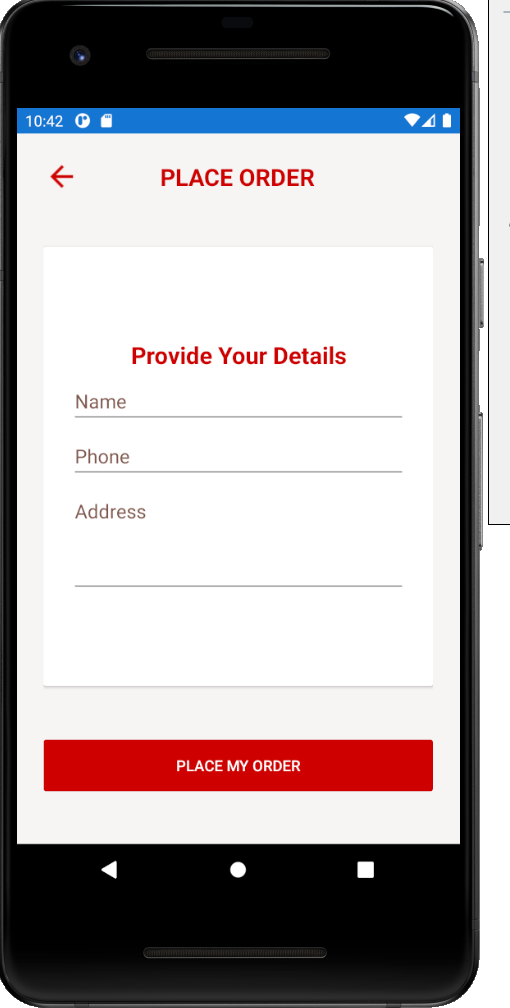 10:42
PLACE ORDER
Provide Your Details
Name
Phone
Address
PLACE MY ORDER